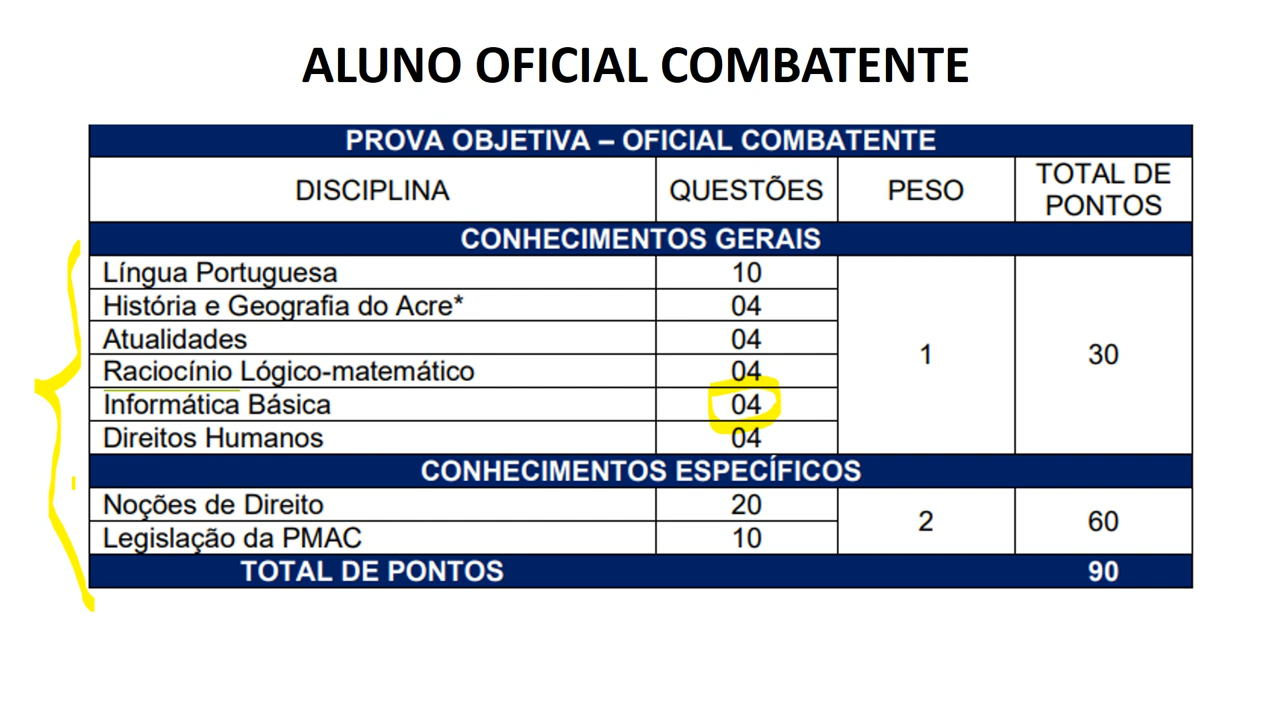 ALUNO OFICIAL COMBATENTE
PROVA OBJETIVA – OFICIAL COMBATENTE
DISCIPLINA QUESTÕES PESO TOTAL DE PONTOS
CONHECIMENTOS GERAIS
Língua Portuguesa 10
História e Geografia do Acre* 04
Atualidades 04
Raciocínio Lógico-matemático 04
Informática Básica 04
Direitos Humanos 04
1 30
CONHECIMENTOS ESPECÍFICOS
Noções de Direito 20
Legislação da PMAC 10
2 60
TOTAL DE PONTOS 90